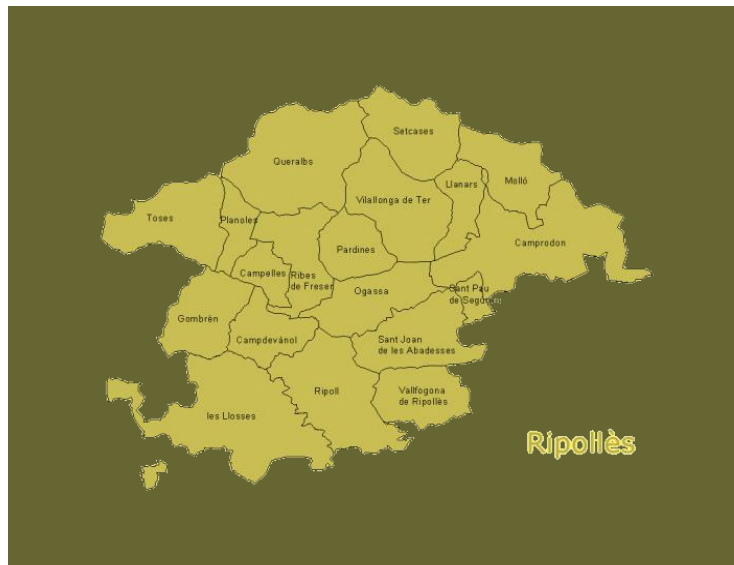 Setcases
Queralbs
Molló
Llanars
Vilallonga de Ter
Toses
Planoles
Camprodon
Pardines
Campelles
Ribes
de Freser
Ogassa
Sant Pau
de Segúries
Gombrèn
Campdevánol
Sant Joan
de les Abadesses
Ripoll
Vallfogona
de Ripollès
les Llosses
Ripollès